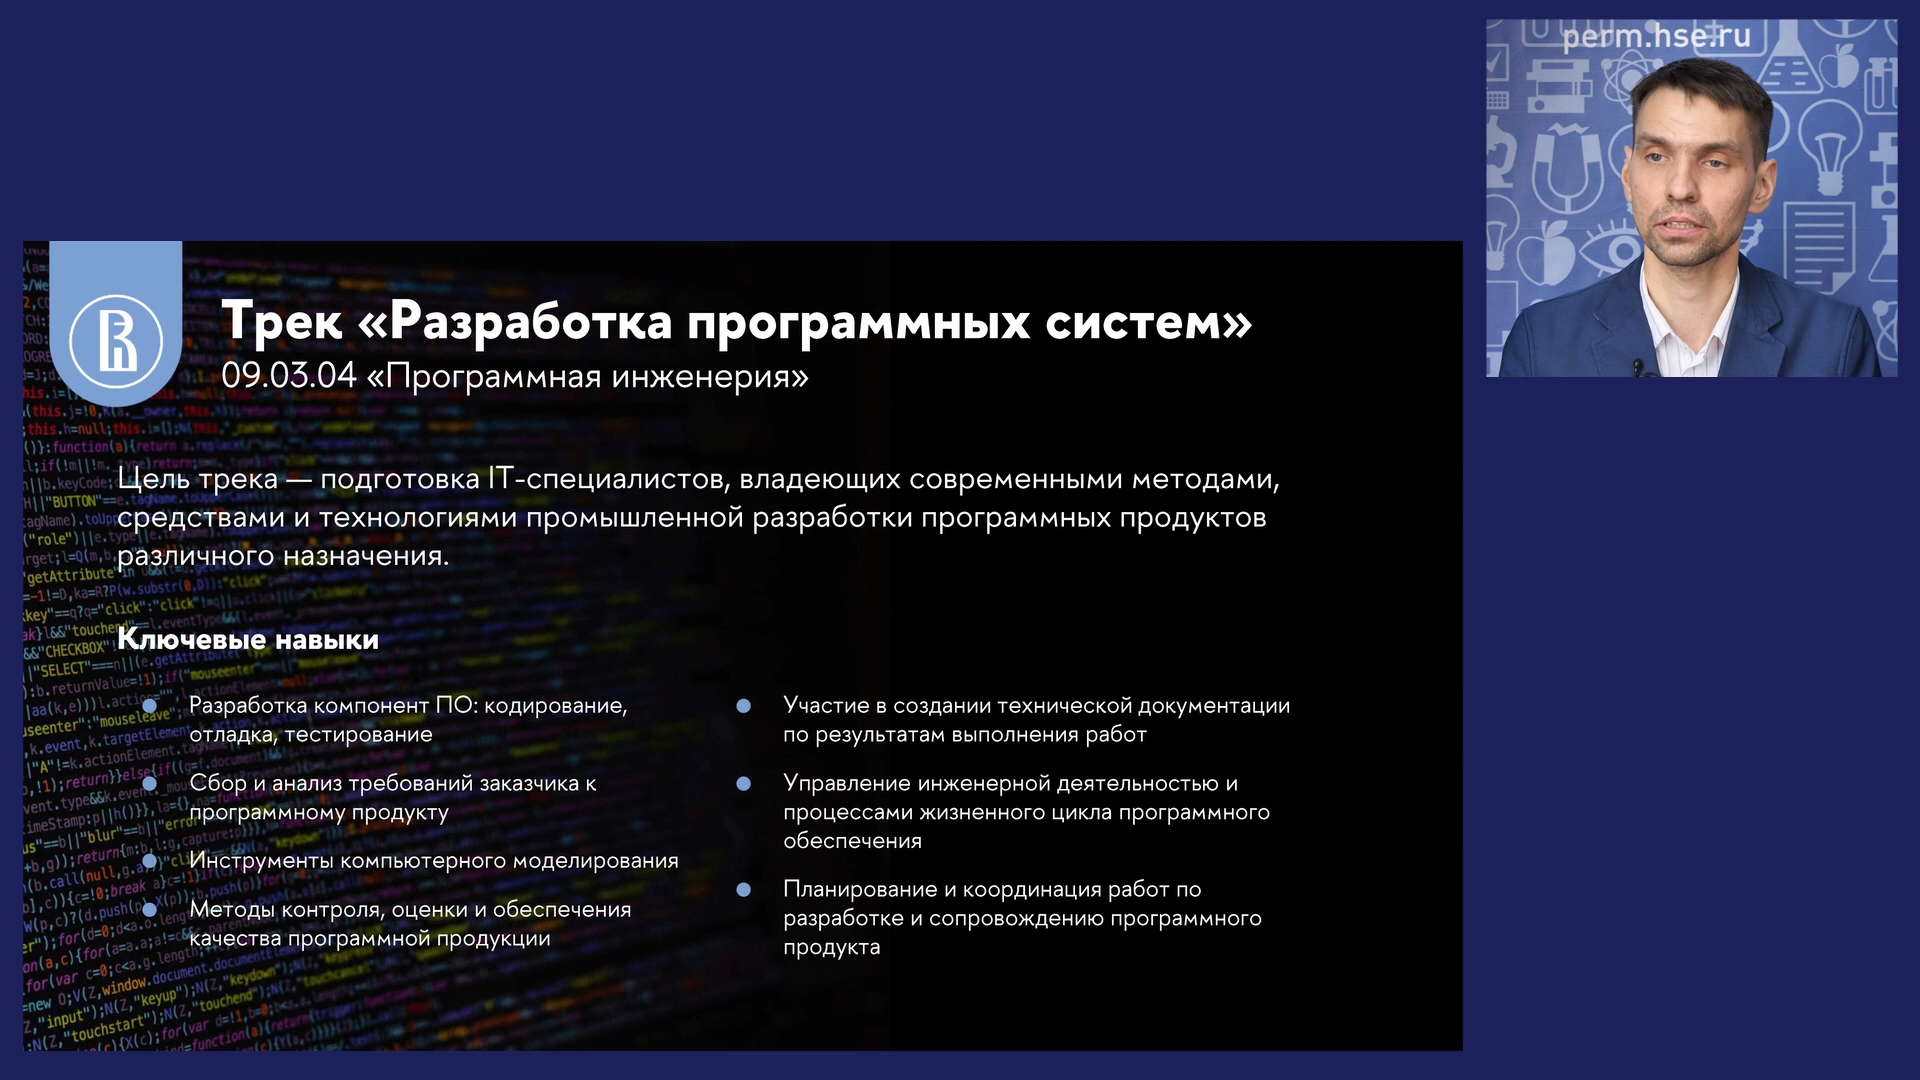 perm.hse.ru
Трек «Разработка программных систем»
09.03.04 «Программная инженерия»
Цель трека — подготовка IT-специалистов, владеющих современными методами,
средствами и технологиями промышленной разработки программных продуктов
различного назначения.
Ключевые навыки
Разработка компонент ПО: кодирование,
отладка, тестирование
Сбор и анализ требований заказчика к
программному продукту
Инструменты компьютерного моделирования
Методы контроля, оценки и обеспечения
качества программной продукции
Участие в создании технической документации
по результатам выполнения работ
Управление инженерной деятельностью и
процессами жизненного цикла программного
обеспечения
Планирование и координация работ по
разработке и сопровождению программного
продукта